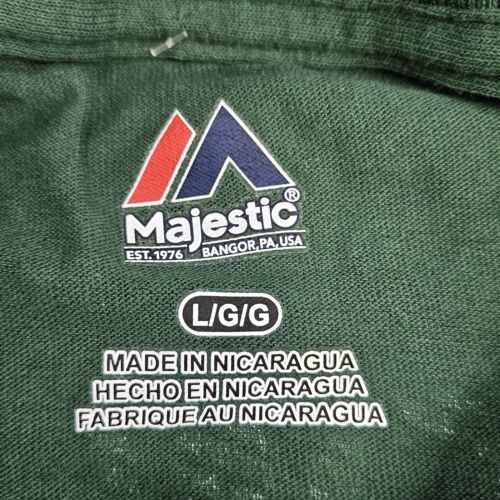 Majestic®
EST. 1976 BANGOR, PA, USA
L/G/G
MADE IN NICARAGUA
HECHO EN NICARAGUA
FABRIQUE AU NICARAGUA